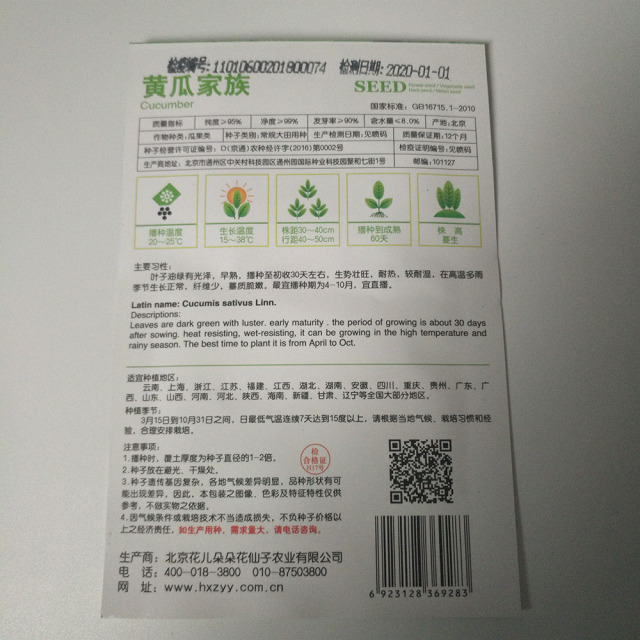 检疫编号:11010600201800074 检测日期:2020-01-01
黄瓜家族
Cucumber
SEED
国家标准：GB16715.1-2010
质量指标 纯度≥95% 净度≥99% 发芽率≥90% 含水量≤8.0% 产地:北京
作物种类:瓜果类 种子类别:常规大田用种 生产检测日期:见喷码 质量保证期:12个月
种子经营许可证编号：D(京通)农种经许字(2016)第0002号 检疫证明编号:见喷码
生产商地址：北京市通州区中关村科技园区通州园国际种业科技园聚和七街1号 邮编:101127
播种温度
20~25℃
生长温度
15~38℃
株距30~40cm
行距40~50cm
播种到成熟
60天
株 高
蔓生
主要习性：
叶子油绿有光泽，早熟，播种至初收30天左右，生势壮旺，耐热，较耐湿，在高温多雨
季节生长正常，纤维少，蔓质脆嫩，最宜播种期为4-10月，宜直播。
Latin name: Cucumis sativus Linn.
Descriptions:
Leaves are dark green with luster. early maturity . the period of growing is about 30 days
after sowing. heat resisting, wet-resisting, it can be growing in the high temperature and
rainy season. The best time to plant it is from April to Oct.
适宜种植地区：
云南、上海、浙江、江苏、福建、江西、湖北、湖南、安徽、四川、重庆、贵州、广东、广
西、山东、山西、河南、河北、陕西、海南、新疆、甘肃、辽宁等全国大部分地区。
种植季节：
3月15日到10月31日之间，日最低气温连续7天达到15度以上，请根据当地气候、栽培习惯和经
验，合理安排栽培。
注意事项：
1.播种时，覆土厚度为种子直径的1-2倍。
2.种子放在避光、干燥处。
3.种子遗传基因复杂，各地气候差异明显，品种形状有可
能出现差异，因此，本包装之图像、色彩及特征特性仅供
参考，不做实物之依据。
4.因气候条件或栽培技术不当造成损失，不负种子价格以
上之经济责任，如生产用种，需求量大，请电话咨询。
检
合格证
生产商：北京花儿朵朵花仙子农业有限公司
电 话：400-018-3800 010-87503800
网 址：www.hxzyy.com.cn
6 923128 369283